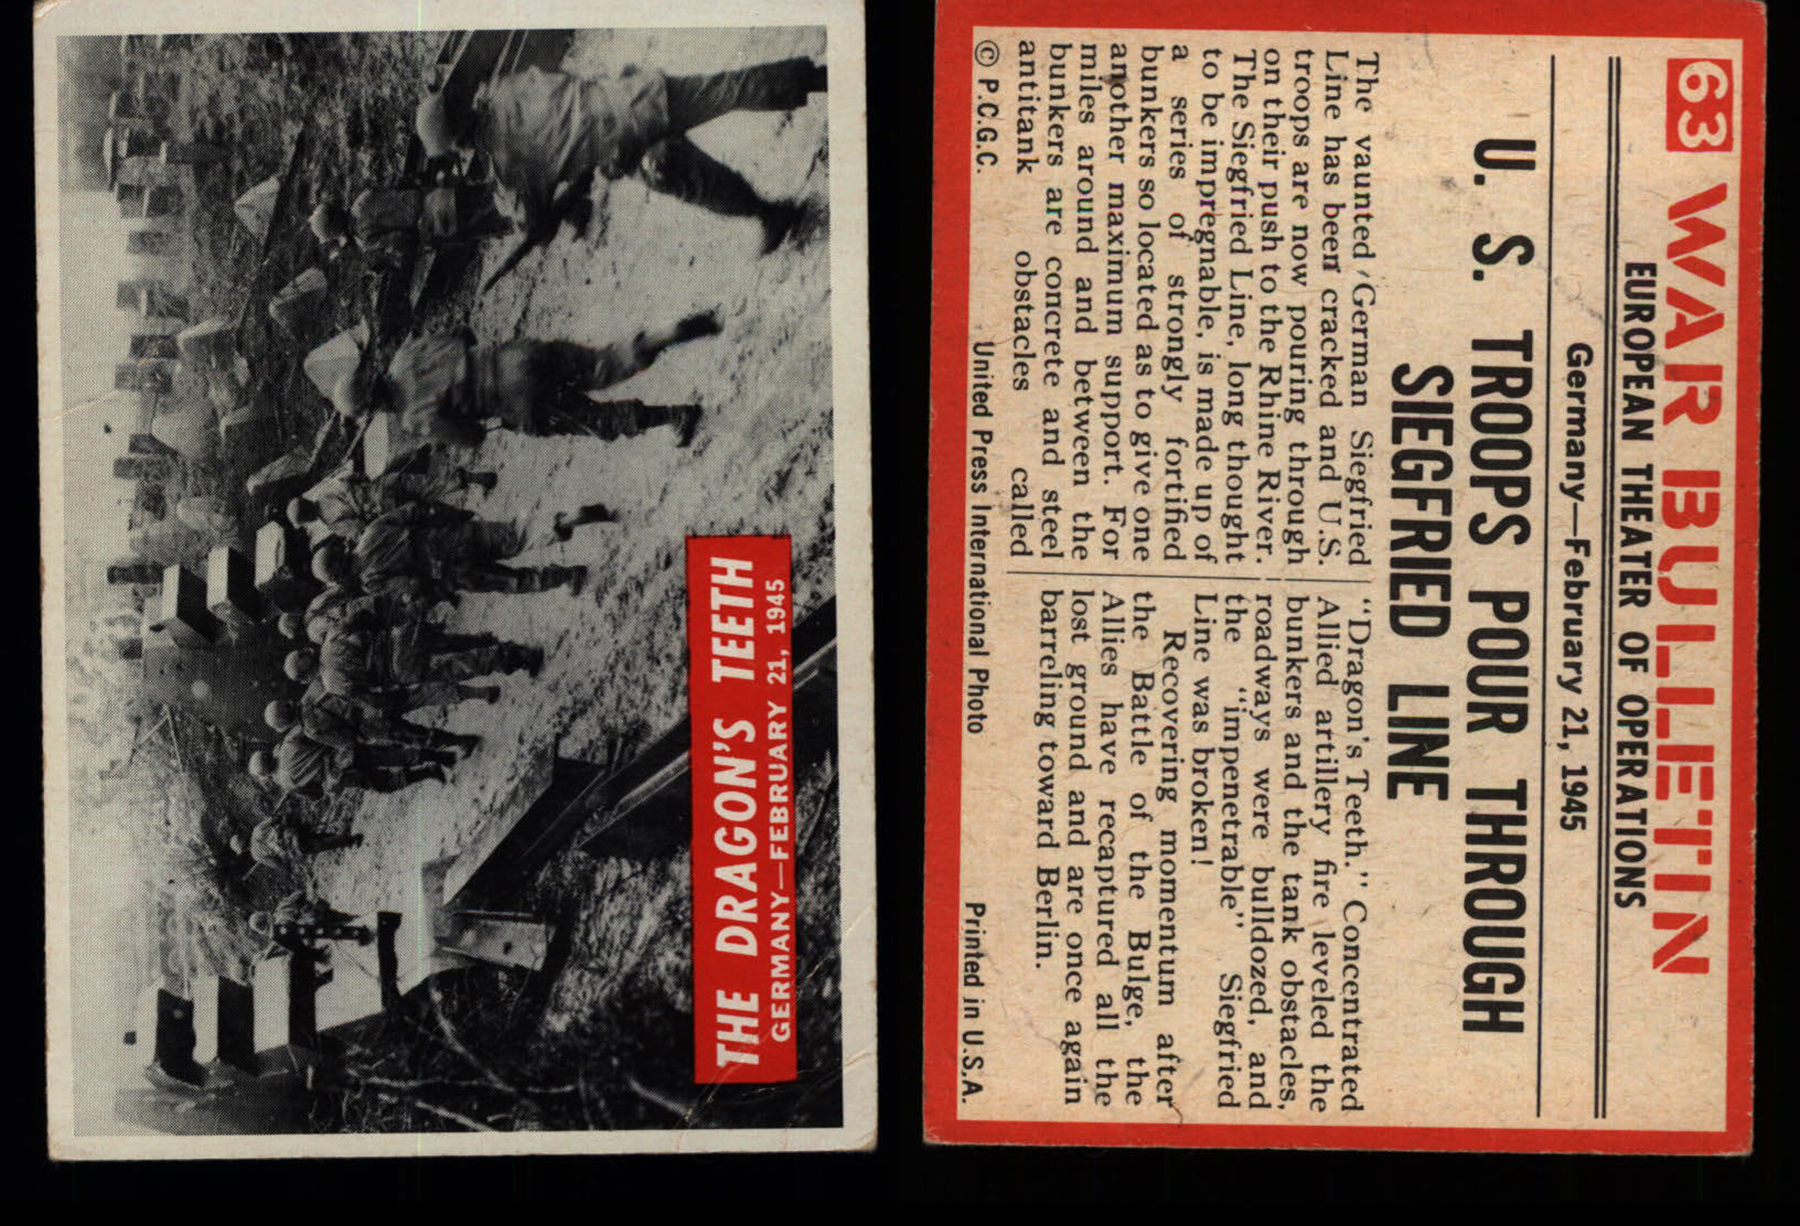 THE DRAGON'S TEETH
GERMANY—FEBRUARY 21, 1945
63 WAR BULLETIN
EUROPEAN THEATER OF OPERATIONS
Germany—February 21, 1945
U. S. TROOPS POUR THROUGH
SIEGFRIED LINE
The vaunted German Siegfried
Line has been cracked and U.S.
troops are now pouring through
on their push to the Rhine River.
The Siegfried Line, long thought
to be impregnable, is made up of
a series of strongly fortified
bunkers so located as to give one
another maximum support. For
miles around and between the
bunkers are concrete and steel
antitank obstacles called
"Dragon's Teeth." Concentrated
Allied artillery fire leveled the
bunkers and the tank obstacles,
roadways were bulldozed, and
the "impenetrable" Siegfried
Line was broken!
Recovering momentum after
the Battle of the Bulge, the
Allies have recaptured all the
lost ground and are once again
barreling toward Berlin.
© P.C.G.C. United Press International Photo Printed in U.S.A.